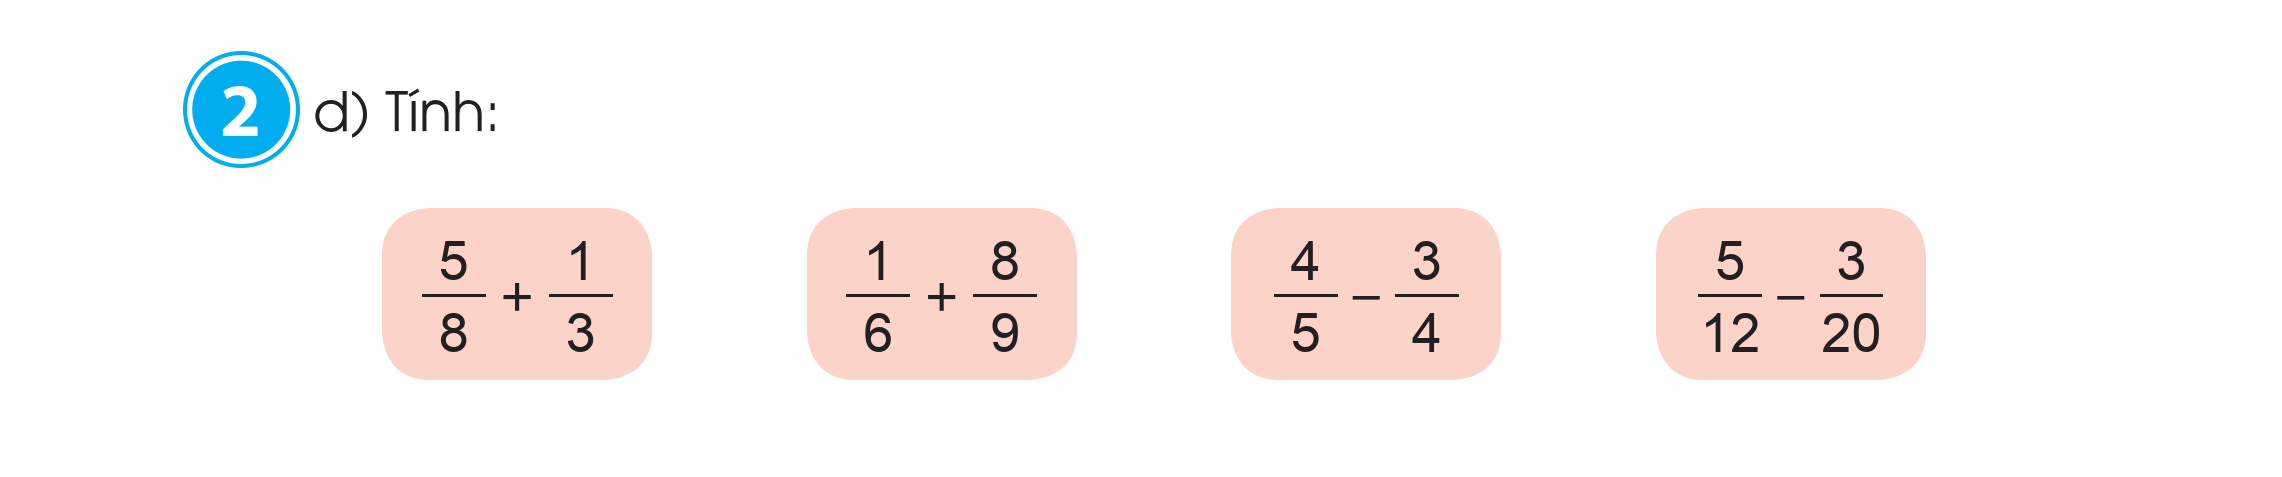 2 d) Tính:
5/8 + 1/3 1/6 + 8/9 4/5 – 3/4 5/12 – 3/20